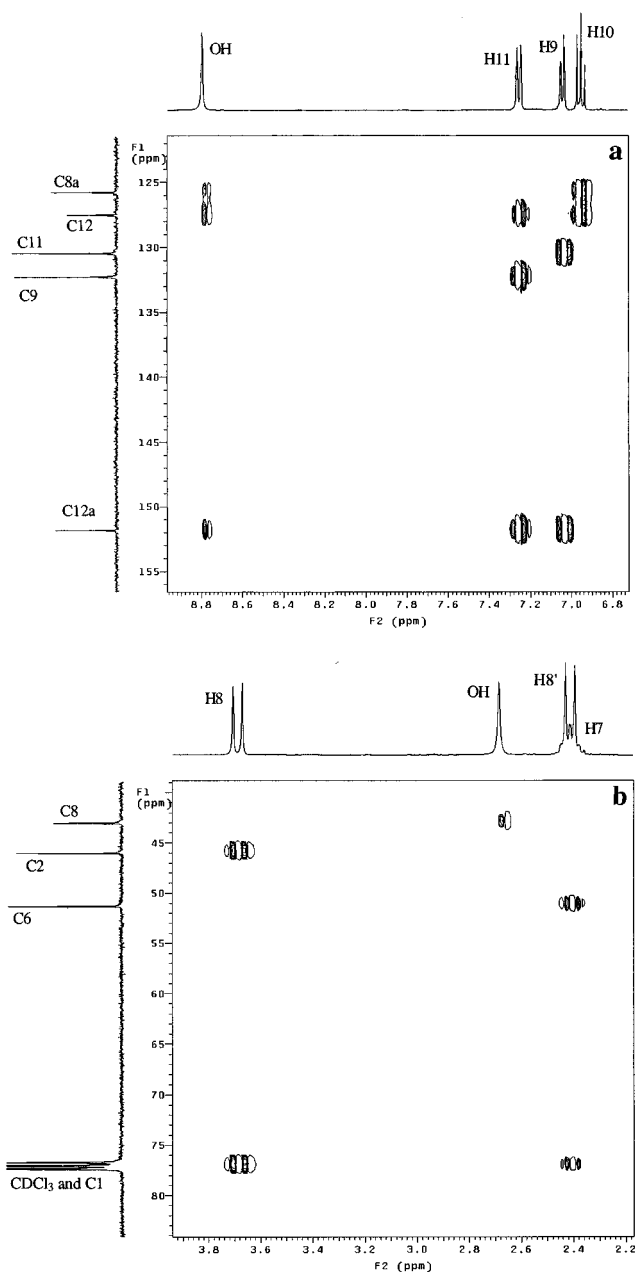 OH
H11
H9
H10
a
F1
(ppm)
C8a
C12
C11
C9
C12a
125
130
135
140
145
150
155
8.8 8.6 8.4 8.2 8.0 7.8 7.6 7.4 7.2 7.0 6.8
F2 (ppm)
H8
OH
H8'
H7
b
F1
(ppm)
C8
C2
C6
CDCl3 and C1
45
50
55
60
65
70
75
80
3.8 3.6 3.4 3.2 3.0 2.8 2.6 2.4 2.2
F2 (ppm)